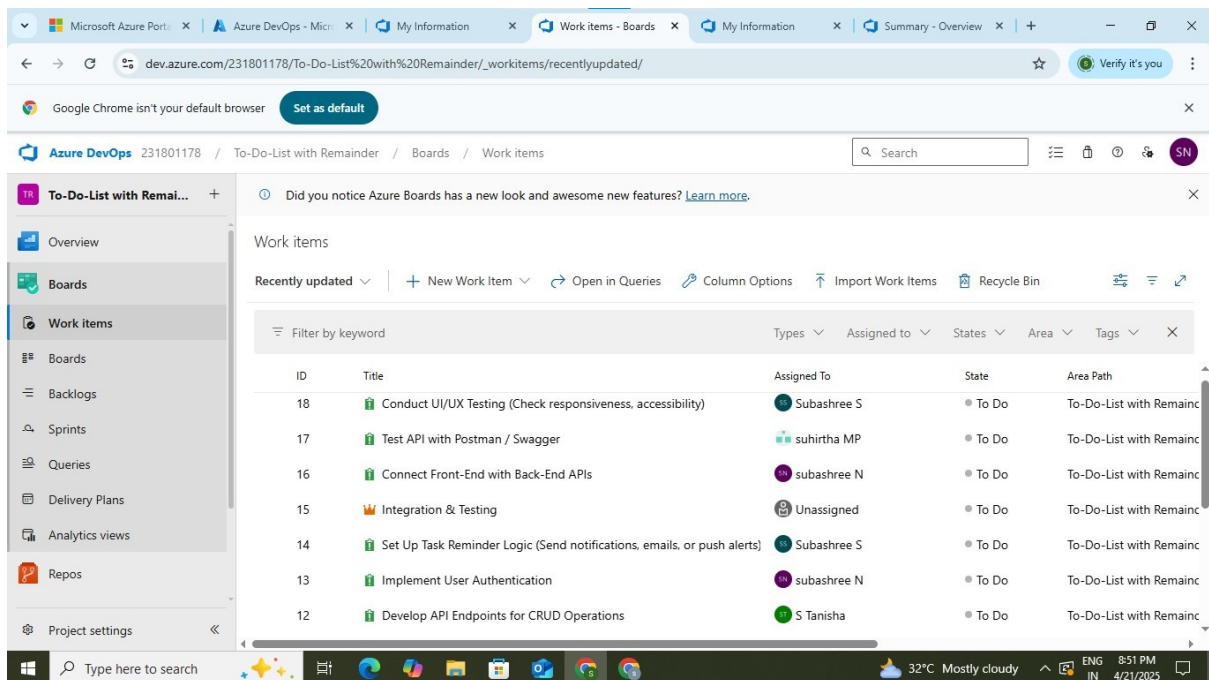 Microsoft Azure Porta
Azure DevOps - Micro
My Information
Work items - Boards
My Information
Summary - Overview
dev.azure.com/231801178/To-Do-List%20with%20Remainder/_workitems/recentlyupdated/
Verify it's you
Google Chrome isn't your default browser
Set as default
Azure DevOps 231801178 / To-Do-List with Remainder / Boards / Work items
Search
SN
TR To-Do-List with Remai... +
Did you notice Azure Boards has a new look and awesome new features? Learn more.
Overview
Boards
Work items
Boards
Backlogs
Sprints
Queries
Delivery Plans
Analytics views
Repos
Project settings
Work items
Recently updated
New Work Item
Open in Queries
Column Options
Import Work Items
Recycle Bin
Filter by keyword
Types Assigned to States Area Tags
ID Title Assigned To State Area Path
18 Conduct UI/UX Testing (Check responsiveness, accessibility) SS Subashree S To Do To-Do-List with Remainc
17 Test API with Postman / Swagger suhirtha MP To Do To-Do-List with Remainc
16 Connect Front-End with Back-End APIs SN subashree N To Do To-Do-List with Remainc
15 Integration & Testing Unassigned To Do To-Do-List with Remainc
14 Set Up Task Reminder Logic (Send notifications, emails, or push alerts) SS Subashree S To Do To-Do-List with Remainc
13 Implement User Authentication SN subashree N To Do To-Do-List with Remainc
12 Develop API Endpoints for CRUD Operations ST S Tanisha To Do To-Do-List with Remainc
Type here to search
32°C Mostly cloudy
ENG
IN
8:51 PM
4/21/2025